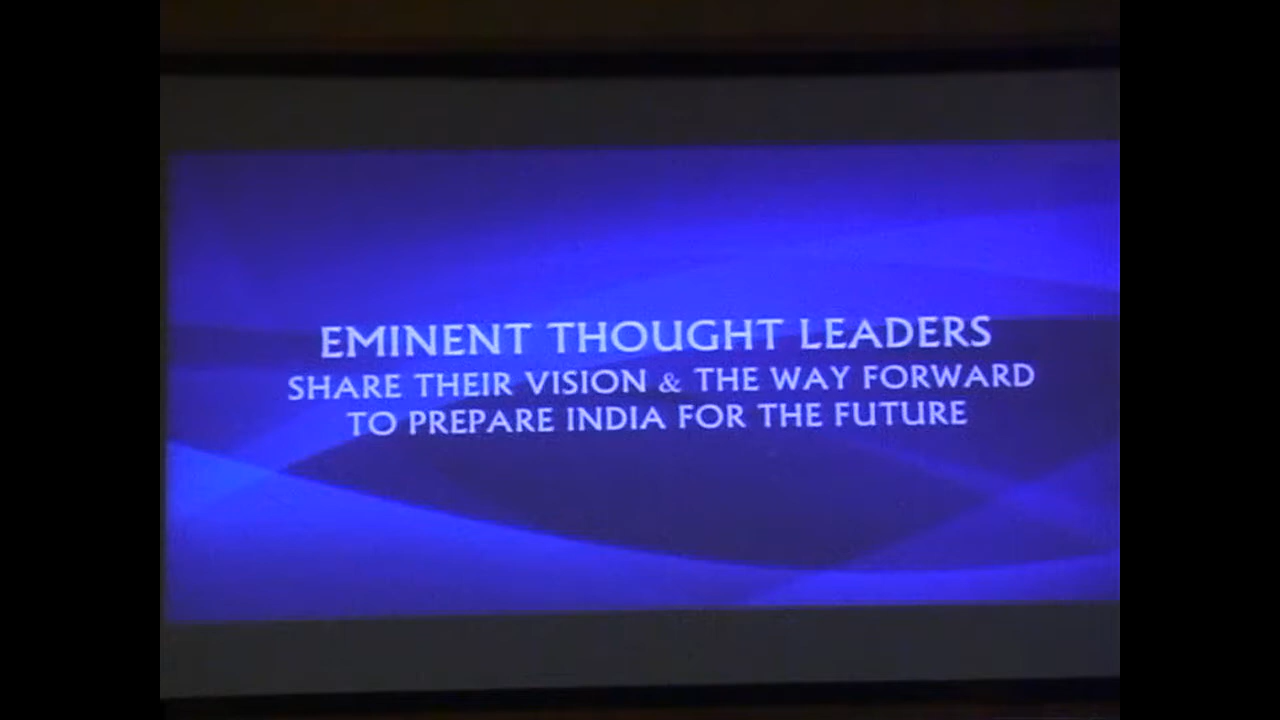 EMINENT THOUGHT LEADERS
SHARE THEIR VISION & THE WAY FORWARD
TO PREPARE INDIA FOR THE FUTURE